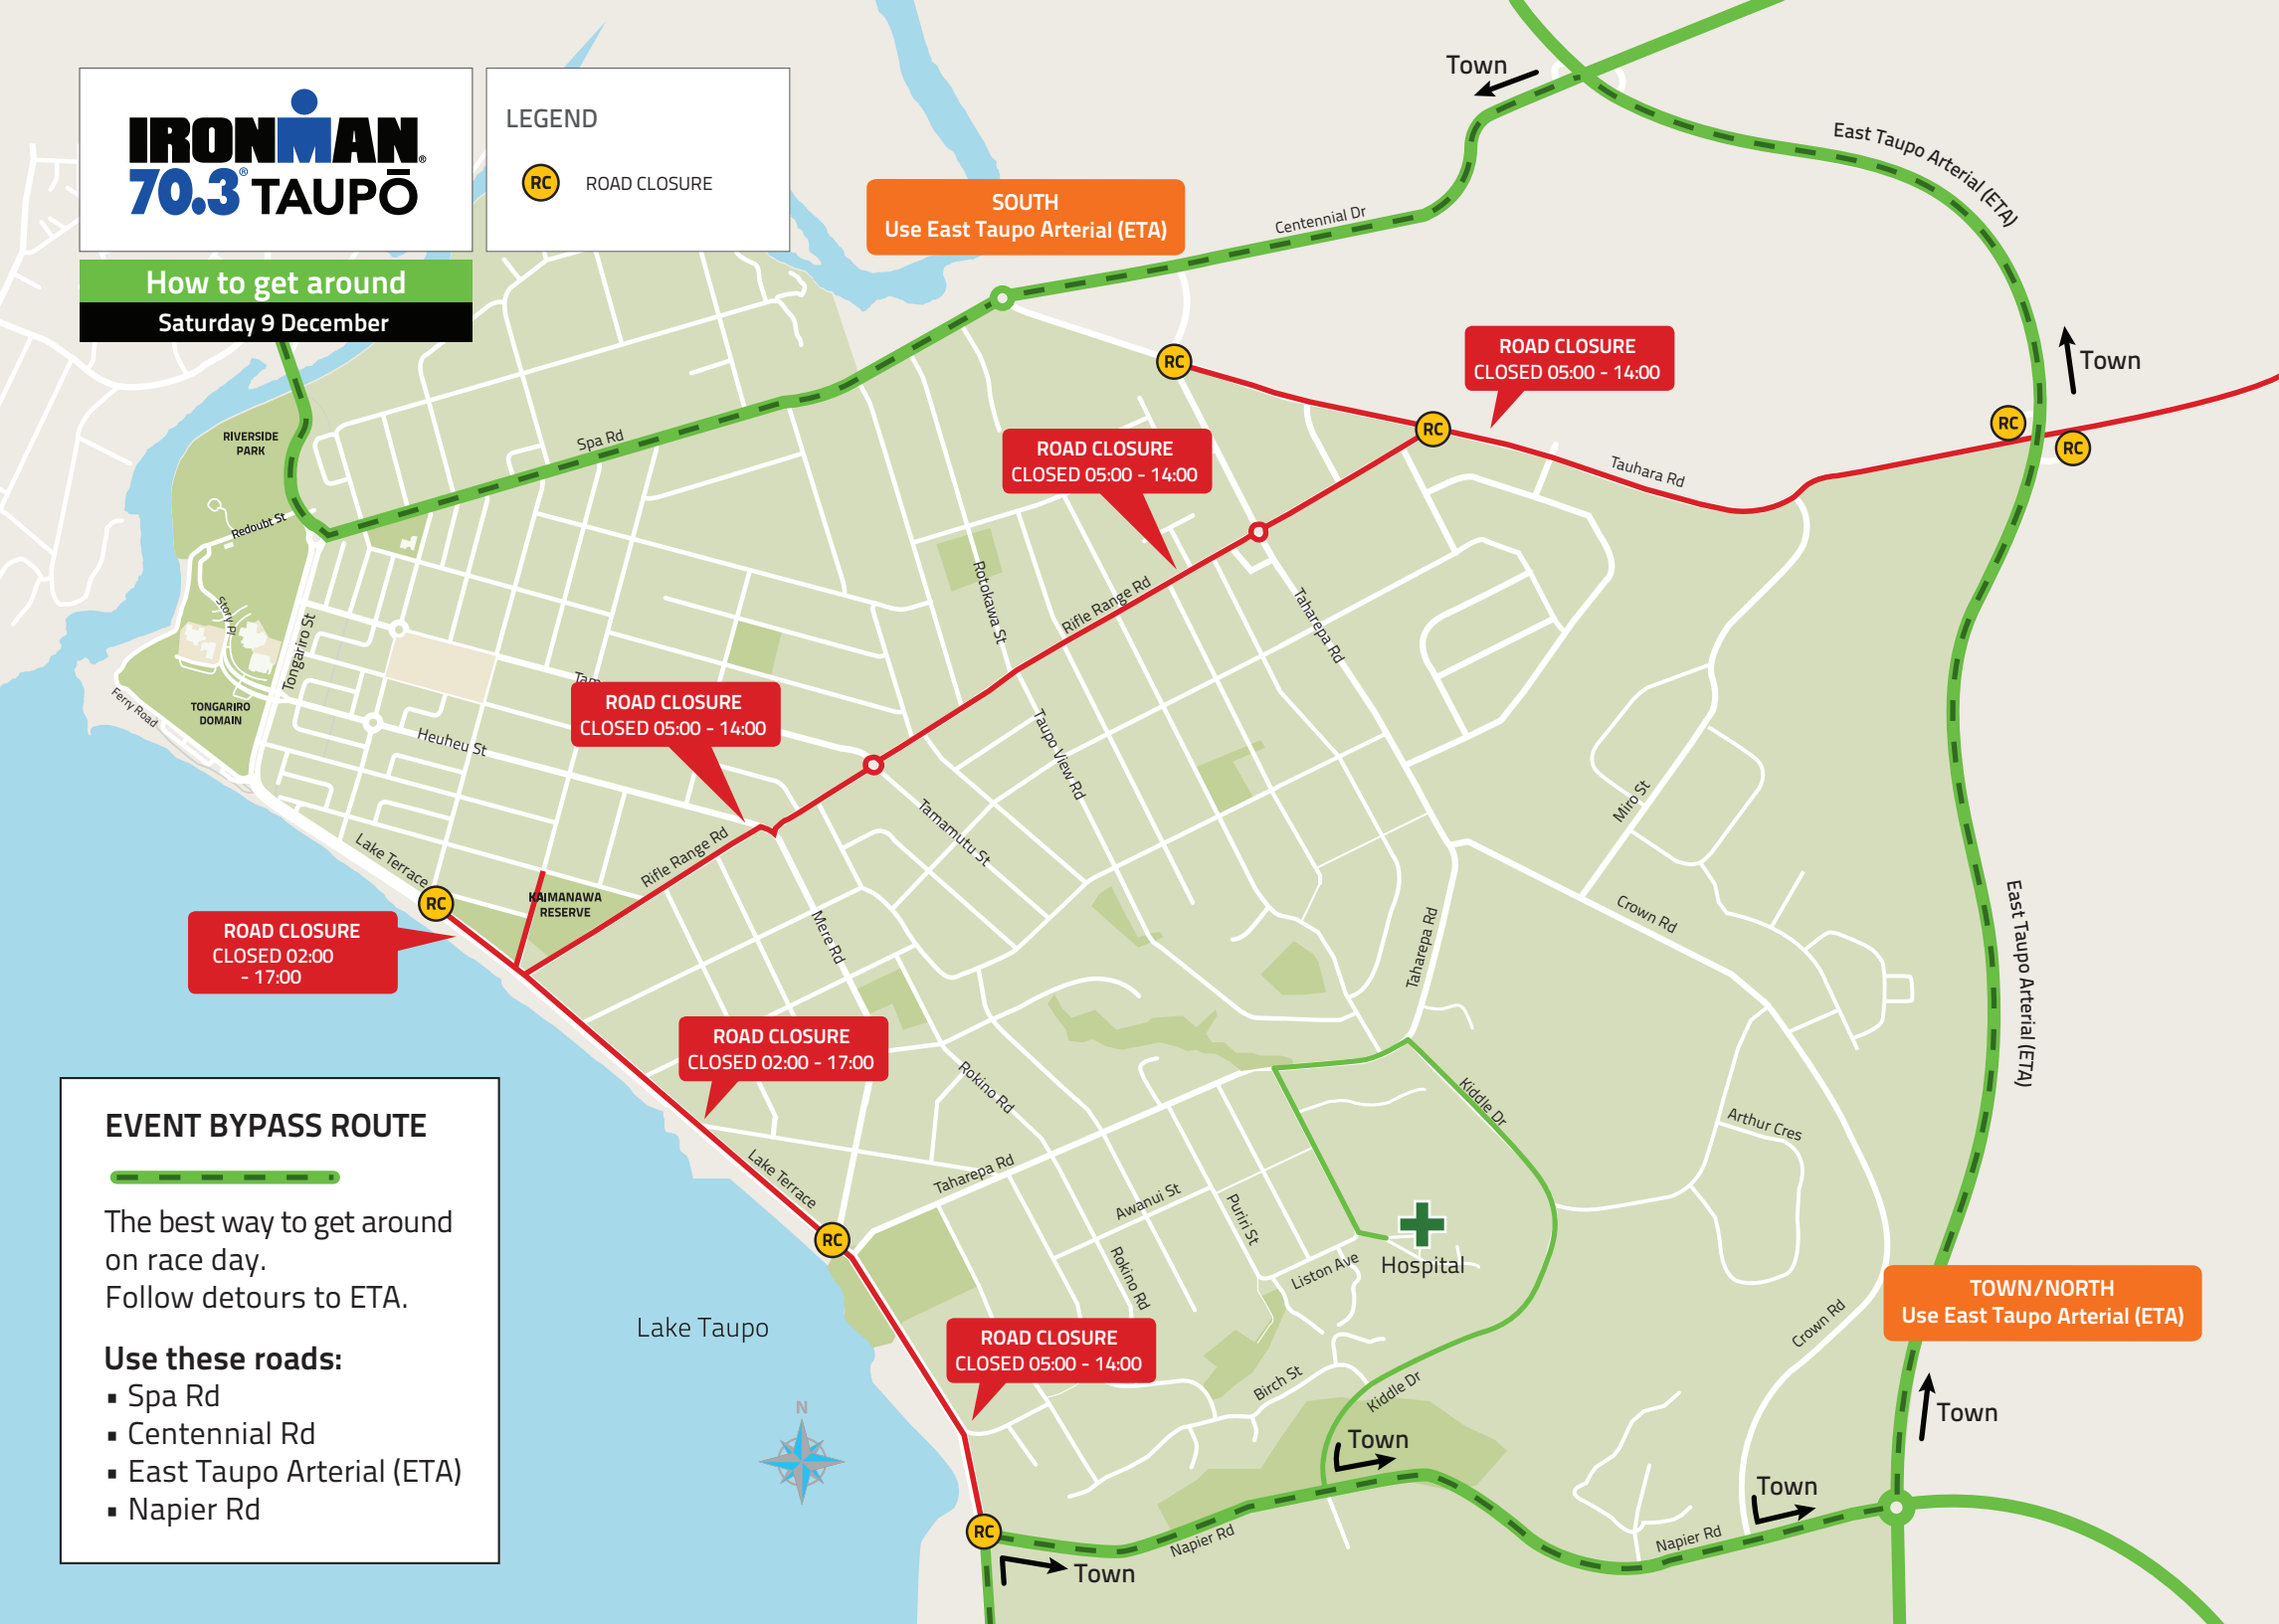 IRONMAN®
70.3® TAUPŌ
How to get around
Saturday 9 December
LEGEND
RC ROAD CLOSURE
SOUTH
Use East Taupo Arterial (ETA)
Town
East Taupo Arterial (ETA)
Centennial Dr
Town
ROAD CLOSURE
CLOSED 05:00 - 14:00
RC
RC
RC
RC
Tauhara Rd
ROAD CLOSURE
CLOSED 05:00 - 14:00
Spa Rd
RIVERSIDE
PARK
Redoubt St
Story Pl
Tongariro St
TONGARIRO
DOMAIN
Ferry Road
Heuheu St
Tam
Rotokawa St
Rifle Range Rd
Taharepa Rd
ROAD CLOSURE
CLOSED 05:00 - 14:00
Taupo View Rd
Tamamutu St
Miro St
Lake Terrace
Rifle Range Rd
RC
KAIMANAWA
RESERVE
ROAD CLOSURE
CLOSED 02:00
- 17:00
Mere Rd
Taharepa Rd
Crown Rd
East Taupo Arterial (ETA)
ROAD CLOSURE
CLOSED 02:00 - 17:00
Rokino Rd
Kiddle Dr
Arthur Cres
Lake Terrace
Taharepa Rd
Awanui St
Puriri St
Rokino Rd
Liston Ave
Hospital
RC
TOWN/NORTH
Use East Taupo Arterial (ETA)
Lake Taupo
ROAD CLOSURE
CLOSED 05:00 - 14:00
Crown Rd
Birch St
Kiddle Dr
N
Town
Town
Town
RC
Napier Rd
Napier Rd
Town
EVENT BYPASS ROUTE
The best way to get around
on race day.
Follow detours to ETA.
Use these roads:
▪ Spa Rd
▪ Centennial Rd
▪ East Taupo Arterial (ETA)
▪ Napier Rd